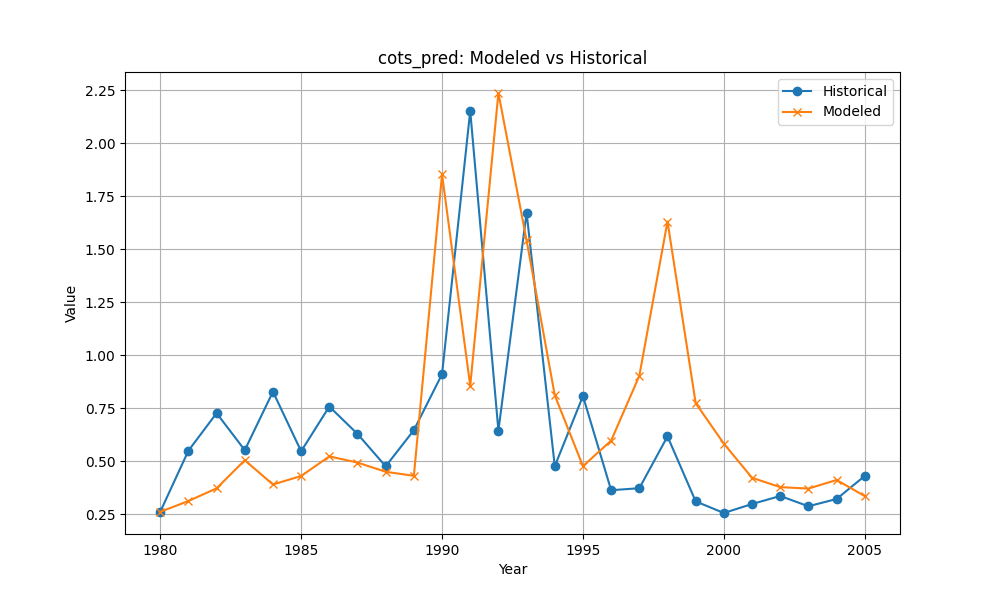 cots_pred: Modeled vs Historical
Historical
Modeled
Value
2.25
2.00
1.75
1.50
1.25
1.00
0.75
0.50
0.25
1980 1985 1990 1995 2000 2005
Year